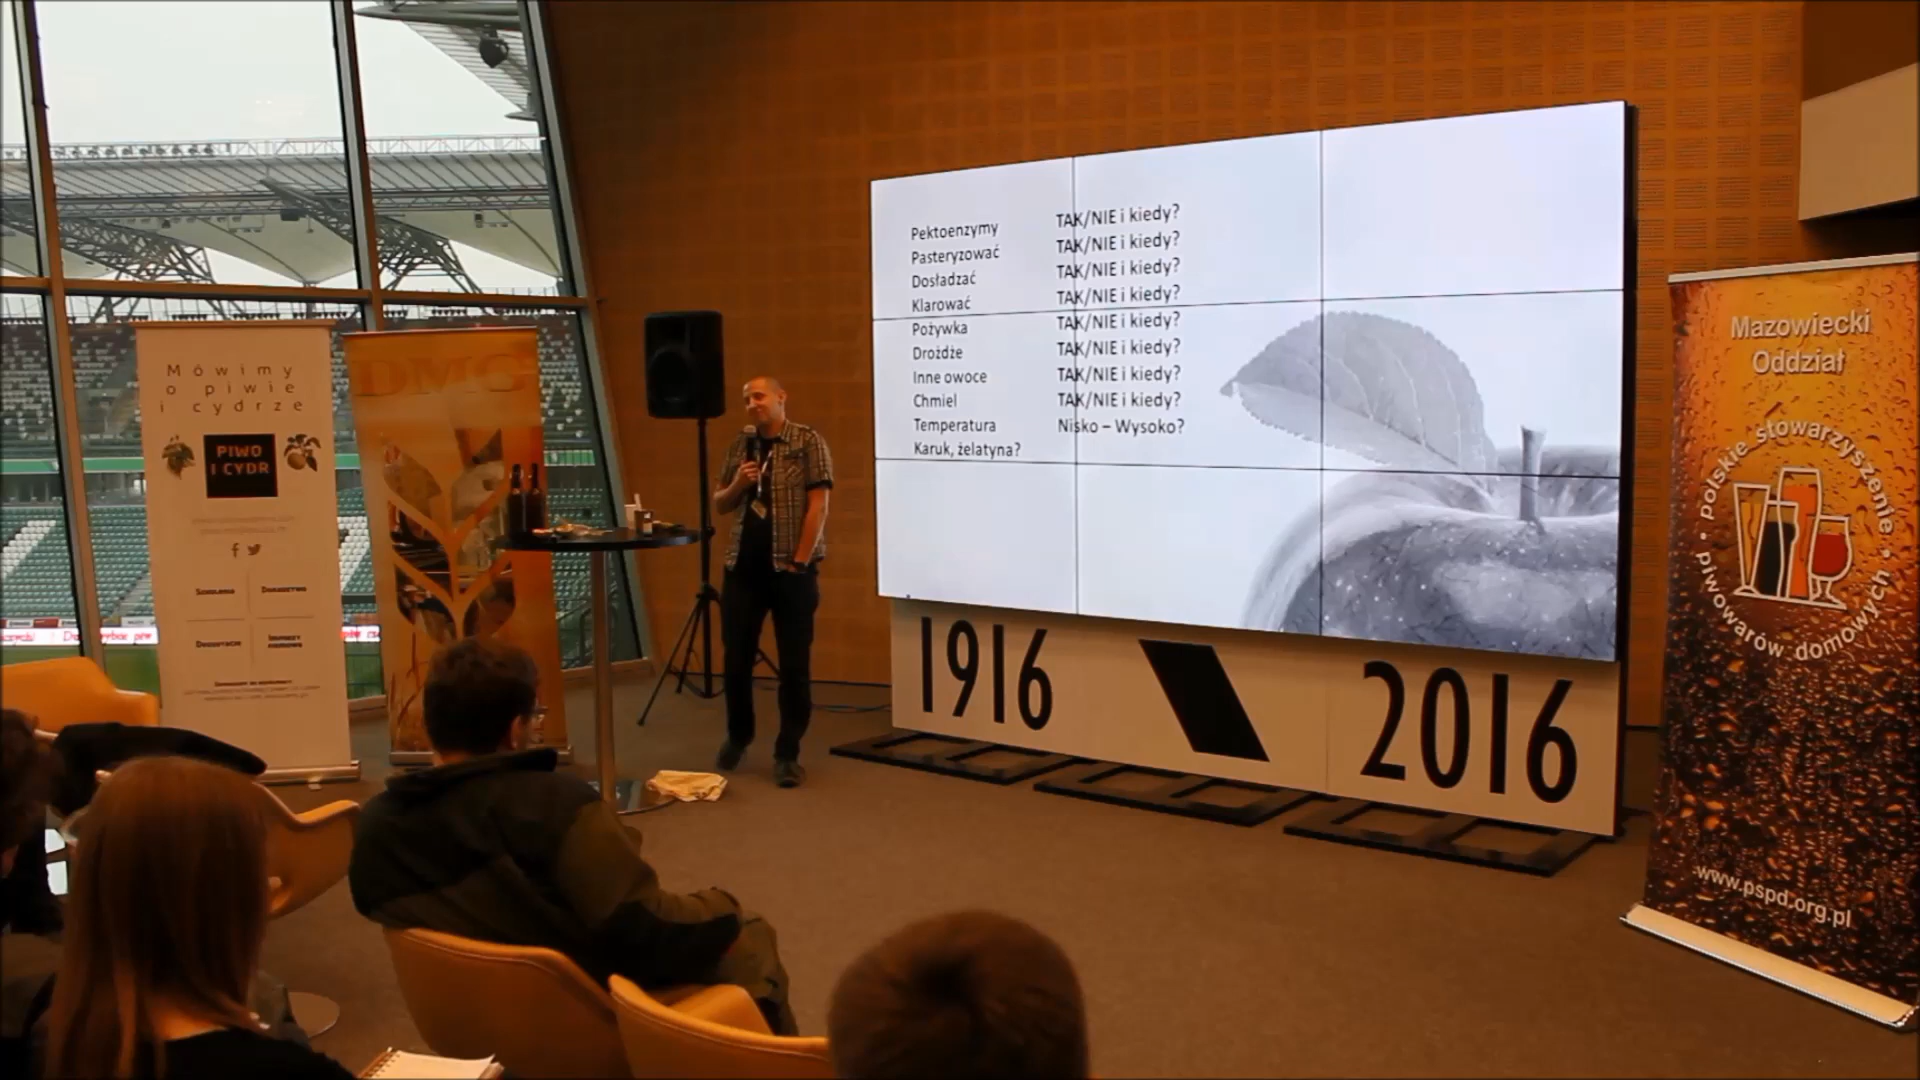 Mówimy
o piwie
i cydrze
PIWO
I CYDR
f
DMG
Pektoenzymy TAK/NIE i kiedy?
Pasteryzować TAK/NIE i kiedy?
Dosładzać TAK/NIE i kiedy?
Klarować TAK/NIE i kiedy?
Pożywka TAK/NIE i kiedy?
Drożdże TAK/NIE i kiedy?
Inne owoce TAK/NIE i kiedy?
Chmiel TAK/NIE i kiedy?
Temperatura Nisko – Wysoko?
Karuk, żelatyna?
1916 2016
Mazowiecki
Oddział
• polskie stowarzyszenie •
piwowarów domowych
www.pspd.org.pl